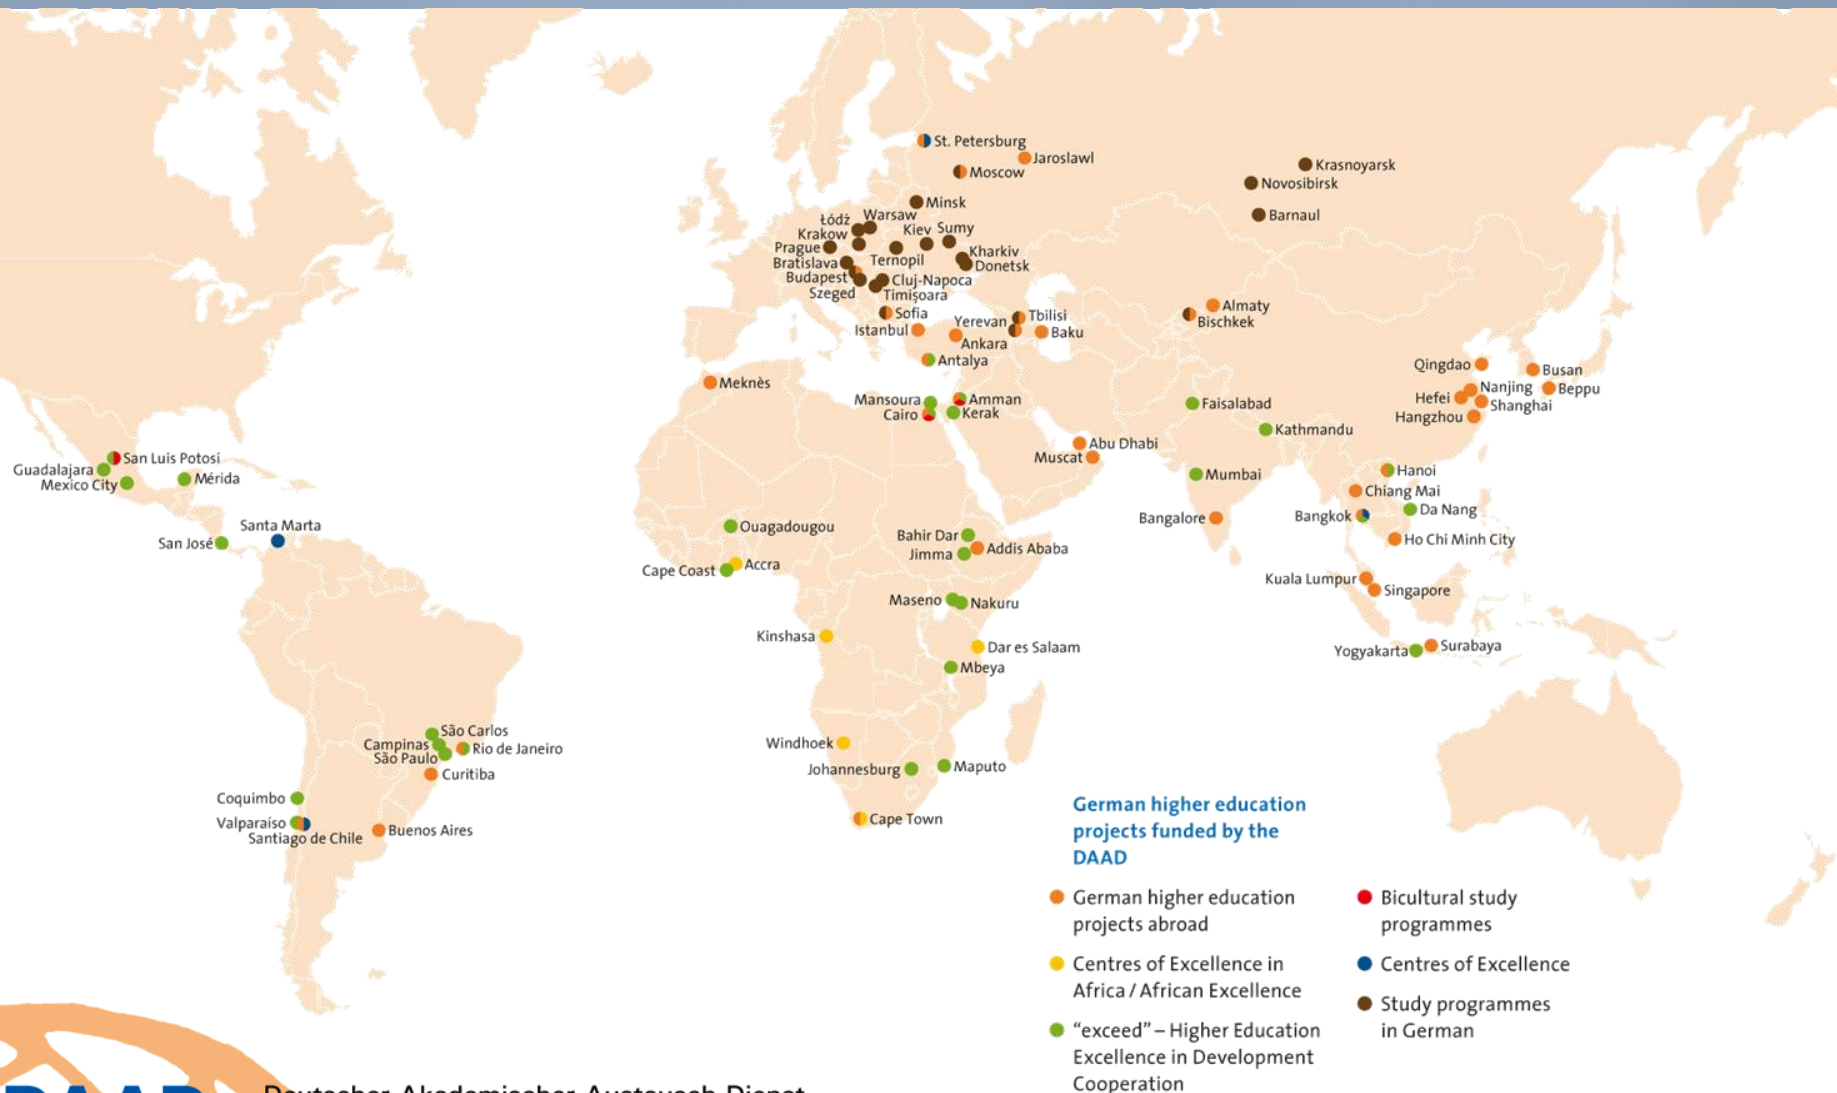 St. Petersburg
Jaroslawl
Moscow
Krasnoyarsk
Novosibirsk
Barnaul
Minsk
Warsaw
Łódź
Krakow
Kiev
Sumy
Prague
Kharkiv
Bratislava
Ternopil
Donetsk
Budapest
Cluj-Napoca
Szeged
Timişoara
Sofia
Istanbul
Yerevan
Tbilisi
Baku
Ankara
Antalya
Almaty
Bischkek
Meknès
Mansoura
Amman
Cairo
Kerak
Faisalabad
Kathmandu
Qingdao
Busan
Nanjing
Beppu
Hefei
Shanghai
Hangzhou
Abu Dhabi
Muscat
Mumbai
Bangalore
Hanoi
Chiang Mai
Da Nang
Bangkok
Ho Chi Minh City
Kuala Lumpur
Singapore
Yogyakarta
Surabaya
San Luis Potosi
Guadalajara
Mexico City
Mérida
Santa Marta
San José
Ouagadougou
Accra
Cape Coast
Bahir Dar
Addis Ababa
Jimma
Maseno
Nakuru
Kinshasa
Dar es Salaam
Mbeya
Windhoek
Johannesburg
Maputo
Cape Town
São Carlos
Campinas
Rio de Janeiro
São Paulo
Curitiba
Coquimbo
Valparaiso
Santiago de Chile
Buenos Aires
German higher education
projects funded by the
DAAD
German higher education
projects abroad
Centres of Excellence in
Africa / African Excellence
“exceed” – Higher Education
Excellence in Development
Cooperation
Bicultural study
programmes
Centres of Excellence
Study programmes
in German
DAAD
Deutscher Akademischer Austausch Dienst